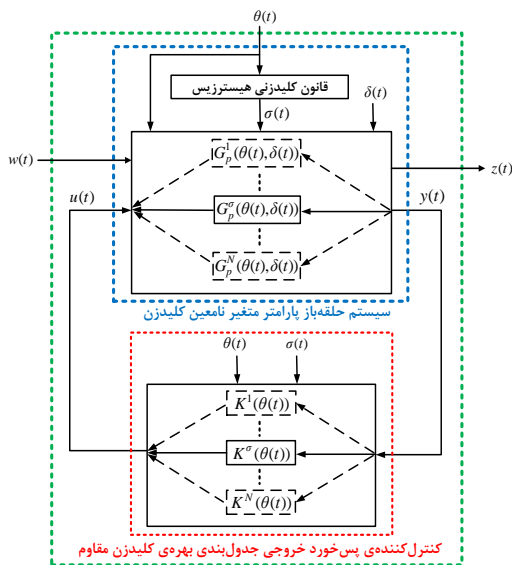 θ(t)
قانون کلیدزنی هیسترزیس
δ(t)
σ(t)
G_p^1(θ(t),δ(t))
w(t)
z(t)
u(t)
y(t)
G_p^σ(θ(t),δ(t))
G_p^N(θ(t),δ(t))
سیستم حلقه‌باز پارامتر متغیر نامعین کلیدزن
θ(t)
σ(t)
K^1(θ(t))
K^σ(θ(t))
K^N(θ(t))
کنترل‌کننده‌ی پس‌خورد خروجی جدول‌بندی بهره‌ی کلیدزن مقاوم